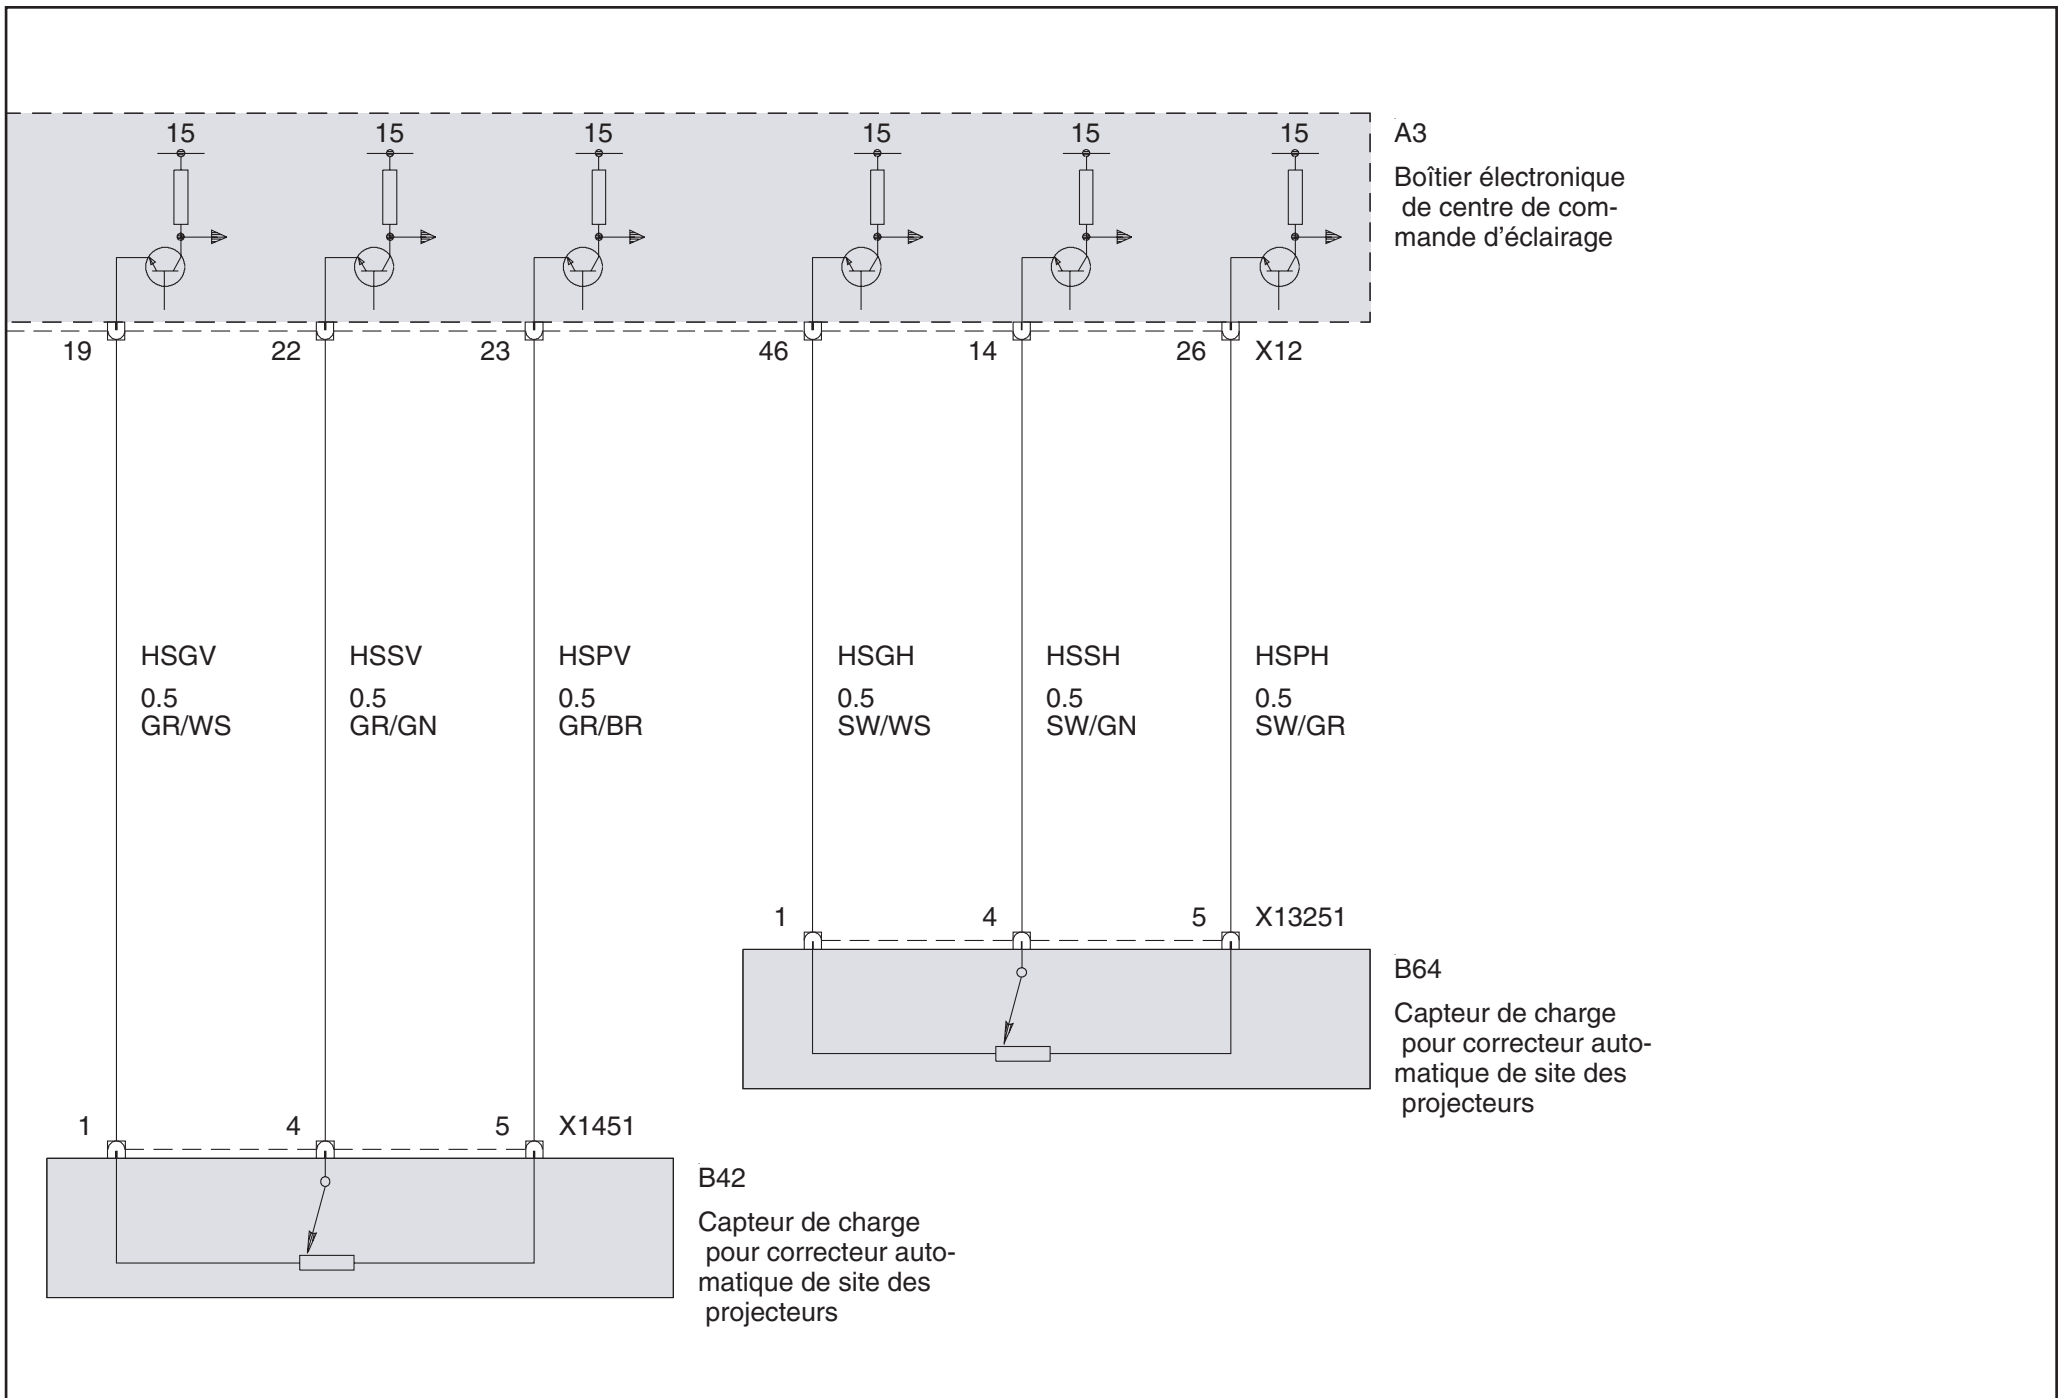 15 15 15 15 15 15
A3
Boîtier électronique
de centre de com-
mande d'éclairage
19 22 23 46 14 26 X12
HSGV HSSV HSPV HSGH HSSH HSPH
0.5 0.5 0.5 0.5 0.5 0.5
GR/WS GR/GN GR/BR SW/WS SW/GN SW/GR
1 4 5 X13251
B64
Capteur de charge
pour correcteur auto-
matique de site des
projecteurs
1 4 5 X1451
B42
Capteur de charge
pour correcteur auto-
matique de site des
projecteurs